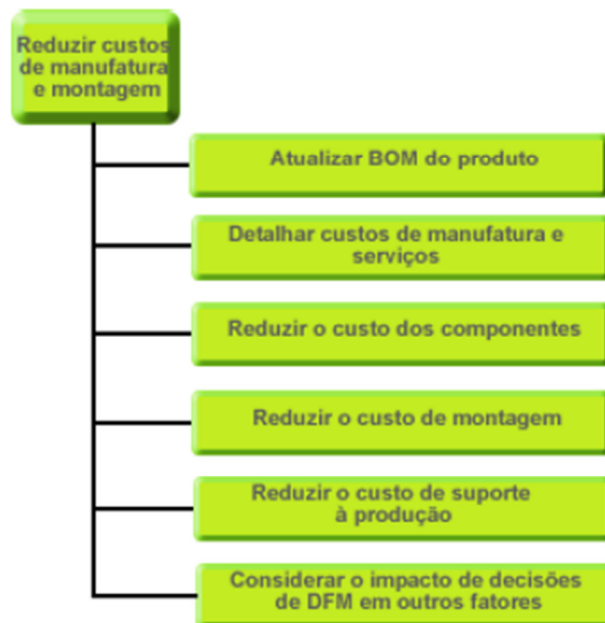 Reduzir custos
de manufatura
e montagem
Atualizar BOM do produto
Detalhar custos de manufatura e
serviços
Reduzir o custo dos componentes
Reduzir o custo de montagem
Reduzir o custo de suporte
à produção
Considerar o impacto de decisões
de DFM em outros fatores